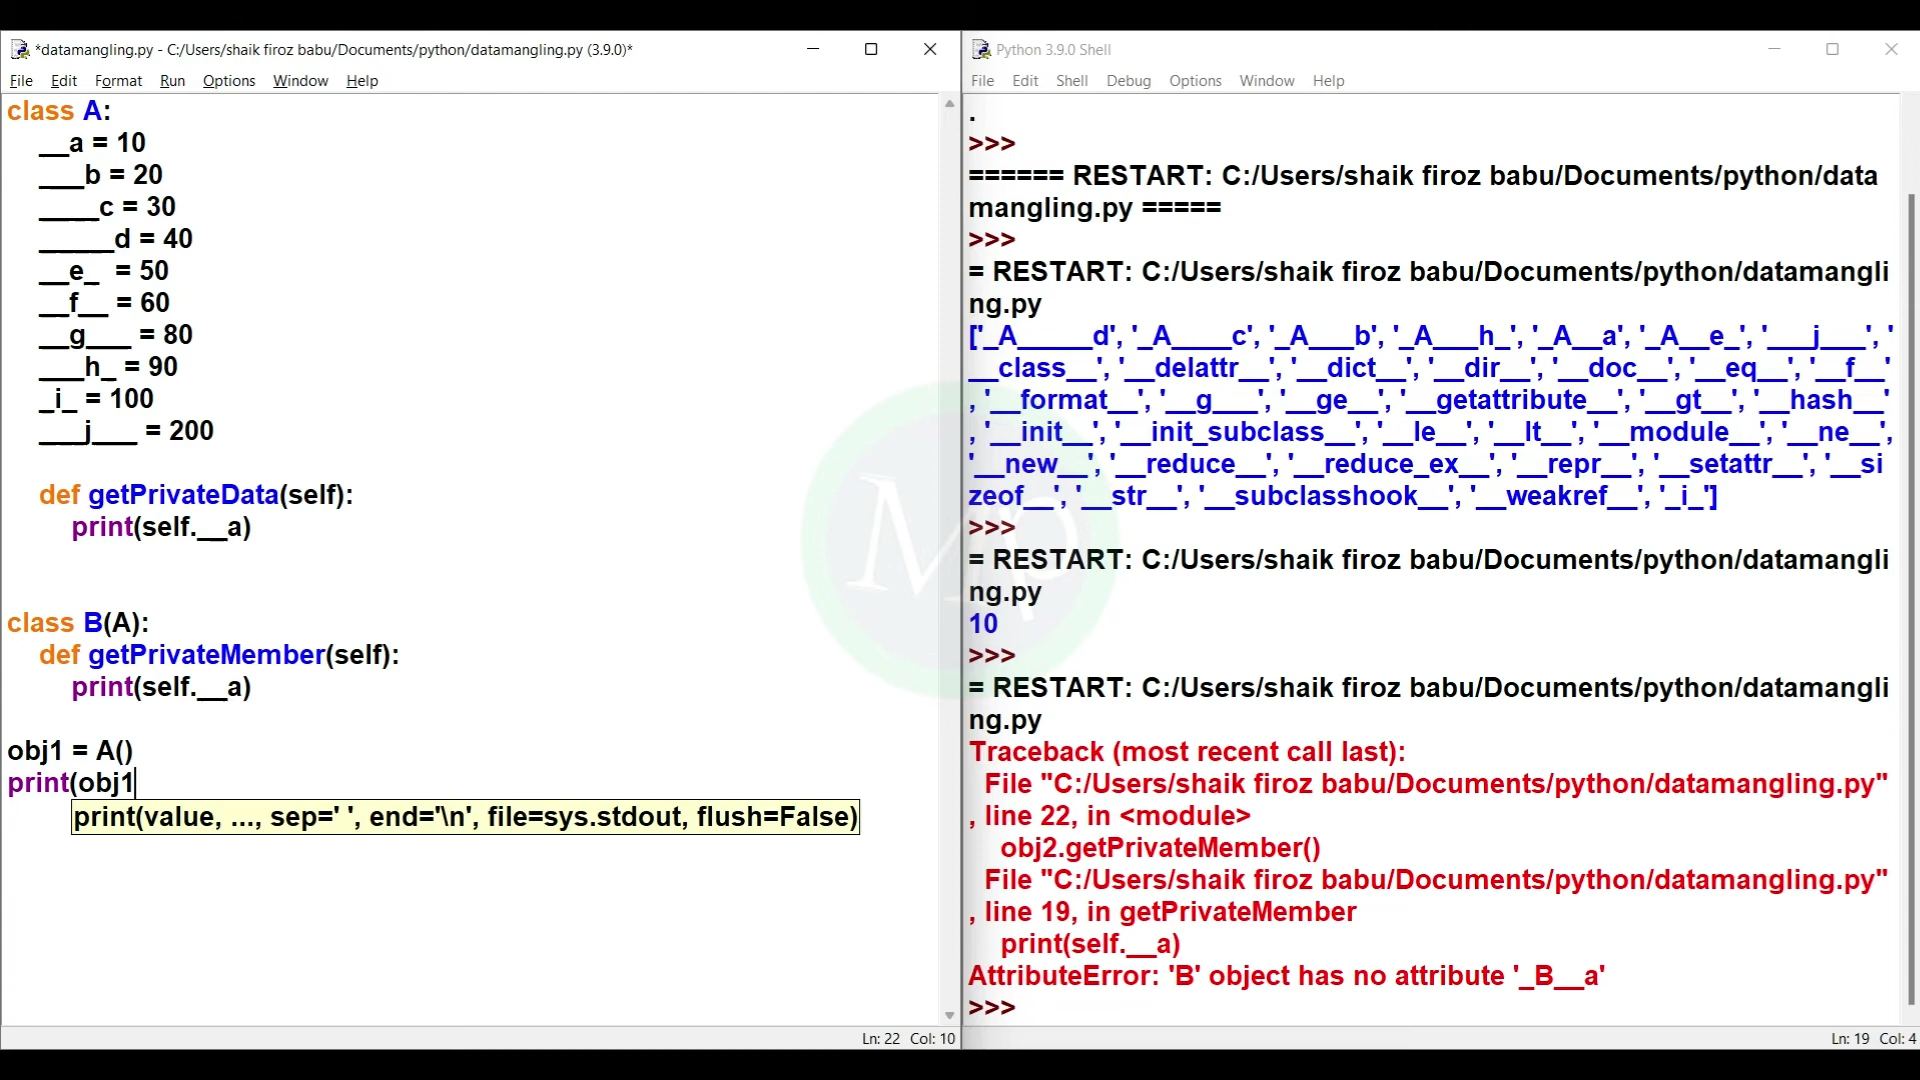 *datamangling.py - C:/Users/shaik firoz babu/Documents/python/datamangling.py (3.9.0)*
File Edit Format Run Options Window Help
class A:
    __a = 10
    ___b = 20
    ____c = 30
    _____d = 40
    __e_  = 50
    __f__ = 60
    __g___ = 80
    ___h_ = 90
    _i_ = 100
    ___j___ = 200
    def getPrivateData(self):
        print(self.__a)
class B(A):
    def getPrivateMember(self):
        print(self.__a)
obj1 = A()
print(obj1
print(value, ..., sep=' ', end='\n', file=sys.stdout, flush=False)
Ln: 22 Col: 10
Python 3.9.0 Shell
File Edit Shell Debug Options Window Help
.
>>>
====== RESTART: C:/Users/shaik firoz babu/Documents/python/data
mangling.py =====
>>>
= RESTART: C:/Users/shaik firoz babu/Documents/python/datamangli
ng.py
['_A_____d', '_A____c', '_A___b', '_A___h_', '_A__a', '_A__e_', '___j___', '
__class__', '__delattr__', '__dict__', '__dir__', '__doc__', '__eq__', '__f__'
, '__format__', '__g___', '__ge__', '__getattribute__', '__gt__', '__hash__'
, '__init__', '__init_subclass__', '__le__', '__lt__', '__module__', '__ne__',
'__new__', '__reduce__', '__reduce_ex__', '__repr__', '__setattr__', '__si
zeof__', '__str__', '__subclasshook__', '__weakref__', '_i_']
>>>
= RESTART: C:/Users/shaik firoz babu/Documents/python/datamangli
ng.py
10
>>>
= RESTART: C:/Users/shaik firoz babu/Documents/python/datamangli
ng.py
Traceback (most recent call last):
  File "C:/Users/shaik firoz babu/Documents/python/datamangling.py"
, line 22, in <module>
    obj2.getPrivateMember()
  File "C:/Users/shaik firoz babu/Documents/python/datamangling.py"
, line 19, in getPrivateMember
    print(self.__a)
AttributeError: 'B' object has no attribute '_B__a'
>>>
Ln: 19 Col: 4
Mp